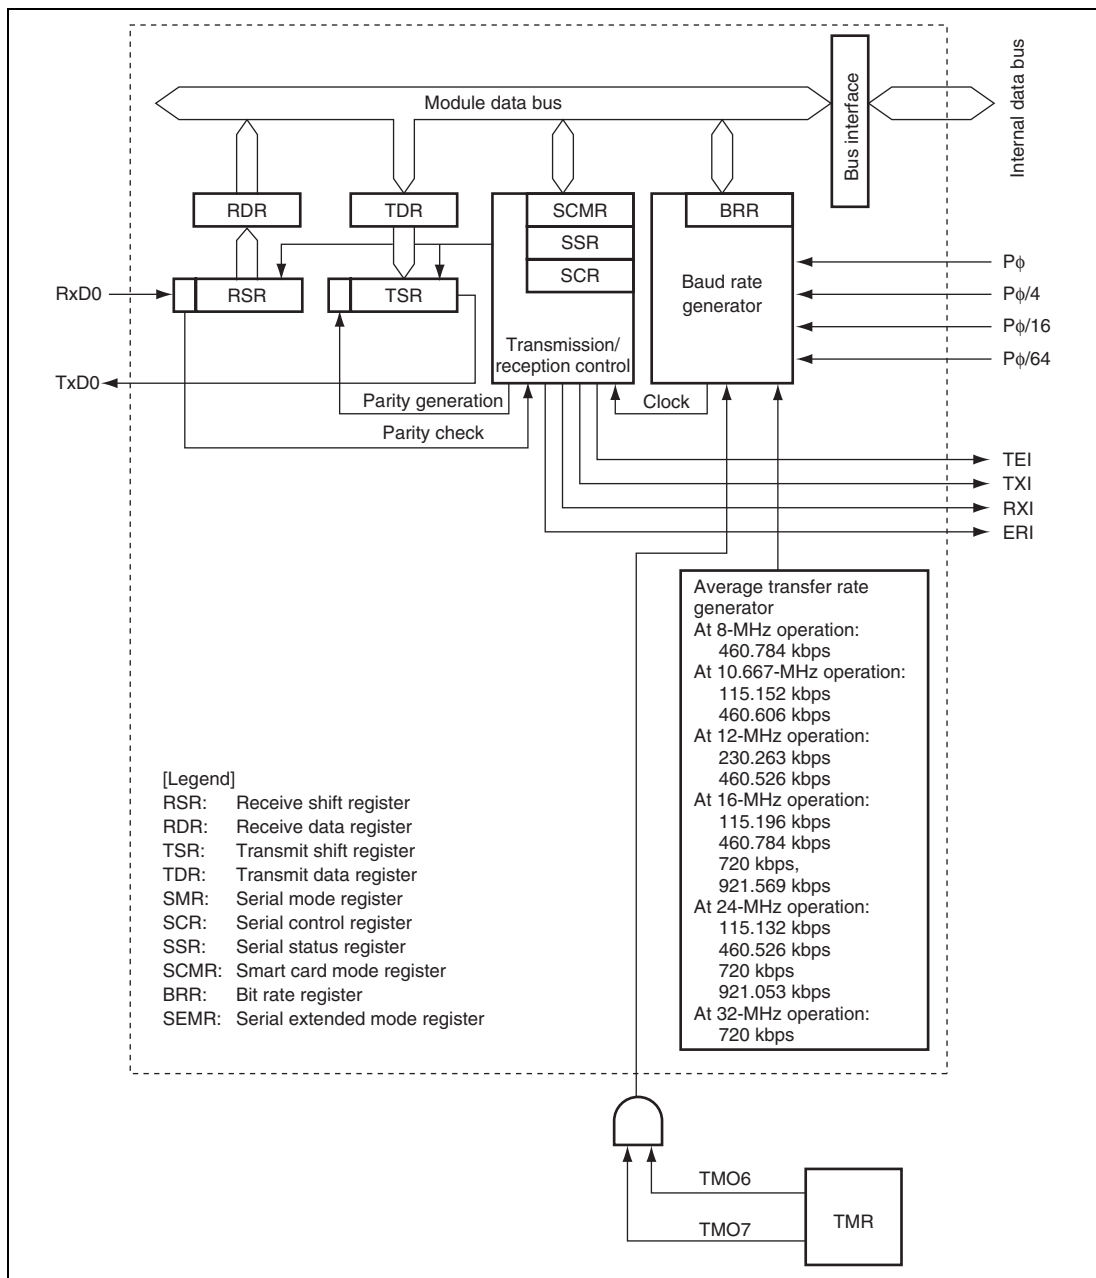 Module data bus
Bus interface
Internal data bus
RDR
TDR
SCMR
SSR
SCR
BRR
RxD0
RSR
TSR
Baud rate
generator
Pϕ
Pϕ/4
Pϕ/16
Pϕ/64
Transmission/
reception control
TxD0
Parity generation
Clock
Parity check
TEI
TXI
RXI
ERI
Average transfer rate
generator
At 8-MHz operation:
460.784 kbps
At 10.667-MHz operation:
115.152 kbps
460.606 kbps
At 12-MHz operation:
230.263 kbps
460.526 kbps
At 16-MHz operation:
115.196 kbps
460.784 kbps
720 kbps,
921.569 kbps
At 24-MHz operation:
115.132 kbps
460.526 kbps
720 kbps
921.053 kbps
At 32-MHz operation:
720 kbps
[Legend]
RSR: Receive shift register
RDR: Receive data register
TSR: Transmit shift register
TDR: Transmit data register
SMR: Serial mode register
SCR: Serial control register
SSR: Serial status register
SCMR: Smart card mode register
BRR: Bit rate register
SEMR: Serial extended mode register
TMO6
TMO7
TMR